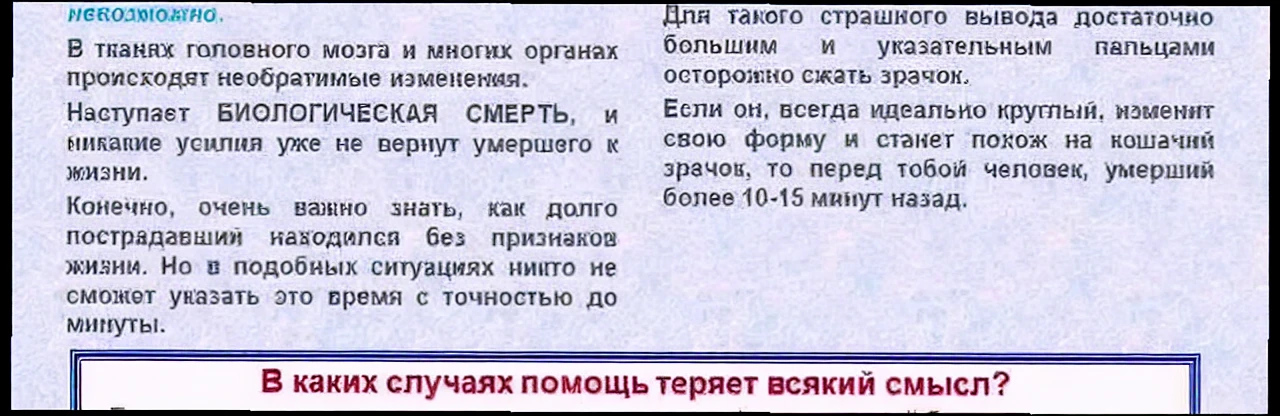 невозможно.
В тканях головного мозга и многих органах
происходят необратимые изменения.
Наступает БИОЛОГИЧЕСКАЯ СМЕРТЬ, и
никакие усилия уже не вернут умершего к
жизни.
Конечно, очень важно знать, как долго
пострадавший находился без признаков
жизни. Но в подобных ситуациях никто не
сможет указать это время с точностью до
минуты.
Для такого страшного вывода достаточно
большим и указательным пальцами
осторожно сжать зрачок.
Если он, всегда идеально круглый, изменит
свою форму и станет похож на кошачий
зрачок, то перед тобой человек, умерший
более 10-15 минут назад.
В каких случаях помощь теряет всякий смысл?